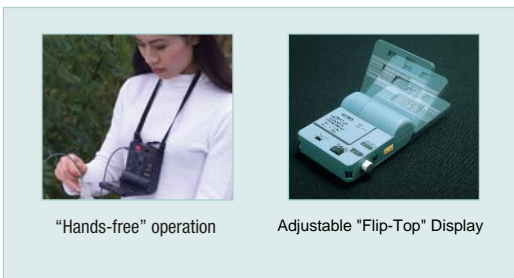 “Hands-free” operation
Adjustable "Flip-Top" Display